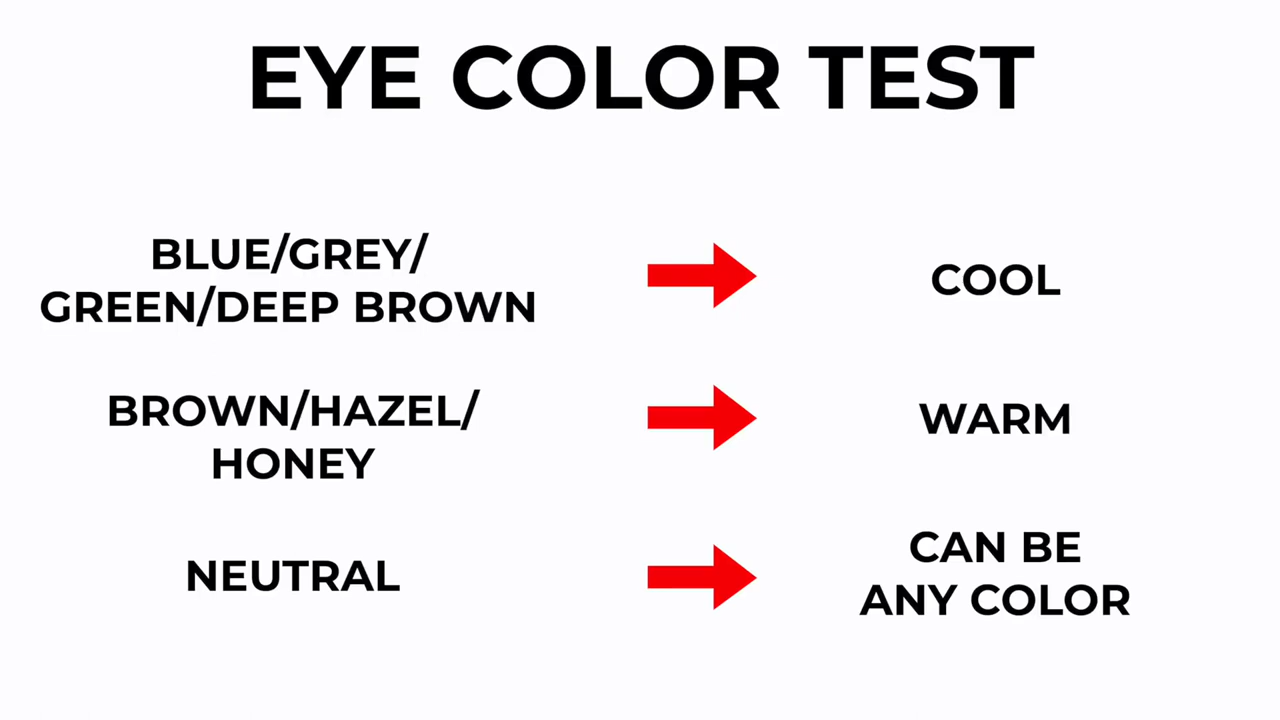 EYE COLOR TEST
BLUE/GREY/
GREEN/DEEP BROWN
COOL
BROWN/HAZEL/
HONEY
WARM
NEUTRAL
CAN BE
ANY COLOR